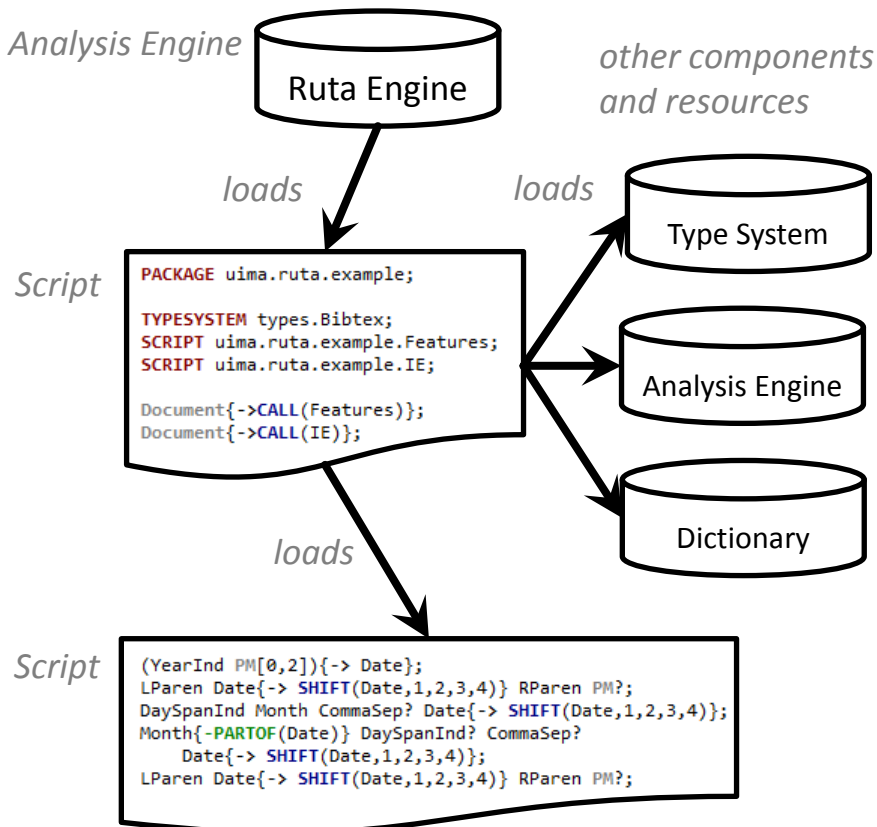 Analysis Engine
Ruta Engine
other components
and resources
loads
loads
Type System
Script
PACKAGE uima.ruta.example;
TYPESYSTEM types.Bibtex;
SCRIPT uima.ruta.example.Features;
SCRIPT uima.ruta.example.IE;
Document{->CALL(Features)};
Document{->CALL(IE)};
Analysis Engine
Dictionary
loads
Script
(YearInd PM[0,2]){-> Date};
LParen Date{-> SHIFT(Date,1,2,3,4)} RParen PM?;
DaySpanInd Month CommaSep? Date{-> SHIFT(Date,1,2,3,4)};
Month{-PARTOF(Date)} DaySpanInd? CommaSep?
    Date{-> SHIFT(Date,1,2,3,4)};
LParen Date{-> SHIFT(Date,1,2,3,4)} RParen PM?;